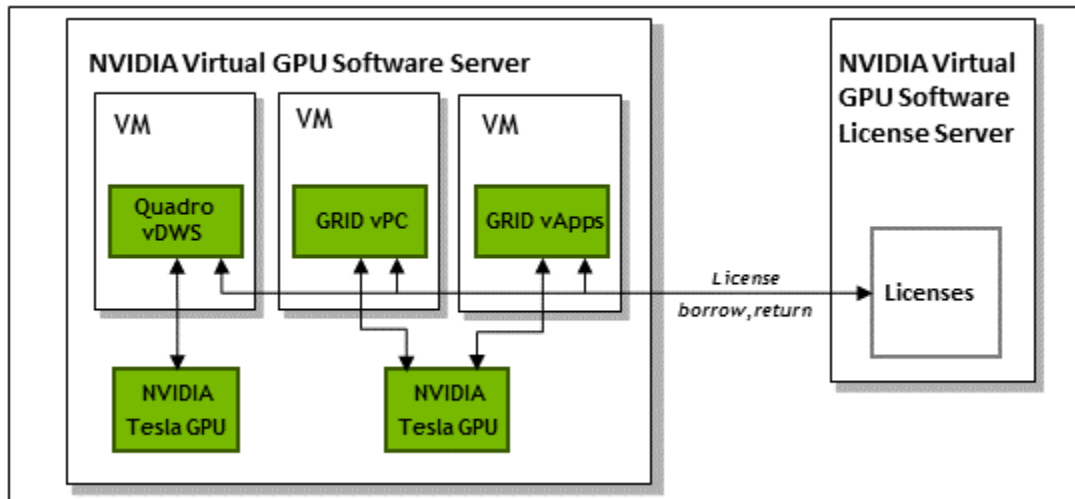 NVIDIA Virtual GPU Software Server
VM
Quadro
vDWS
VM
GRID vPC
VM
GRID vApps
NVIDIA
Tesla GPU
NVIDIA
Tesla GPU
License
borrow,return
NVIDIA Virtual
GPU Software
License Server
Licenses